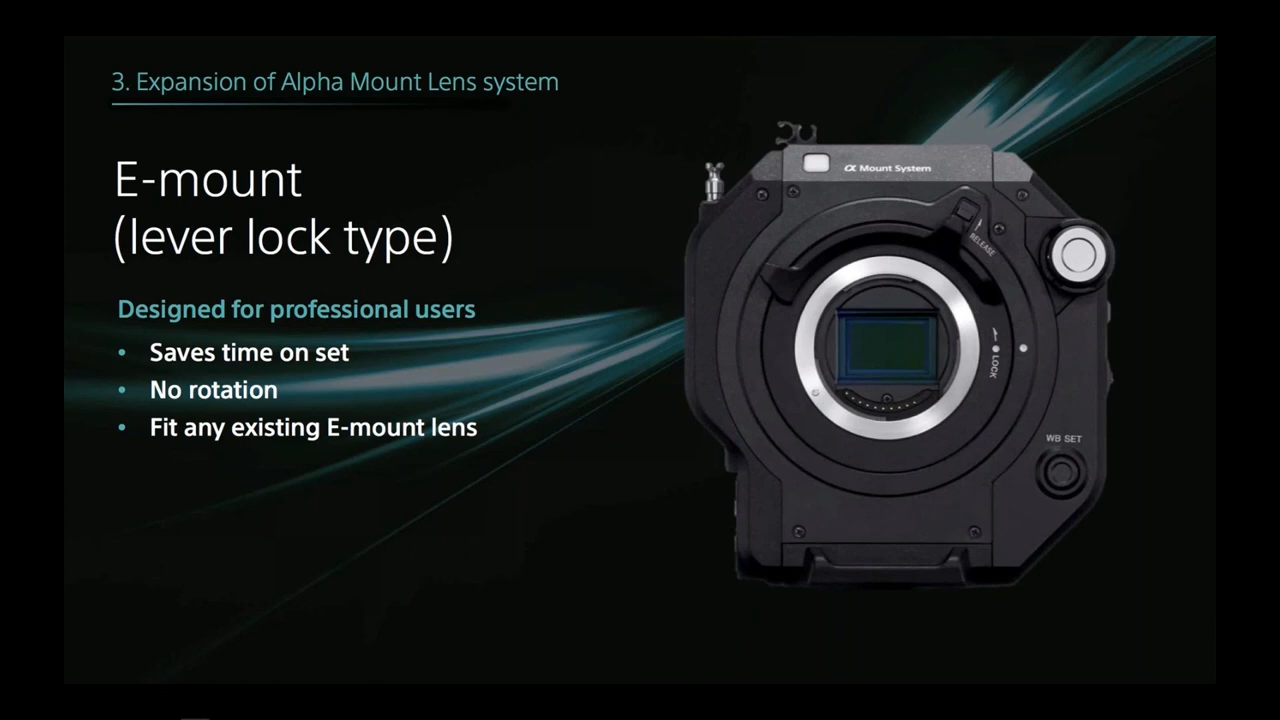 3. Expansion of Alpha Mount Lens system
E-mount
(lever lock type)
Designed for professional users
• Saves time on set
• No rotation
• Fit any existing E-mount lens
α Mount System
RELEASE
LOCK
WB SET